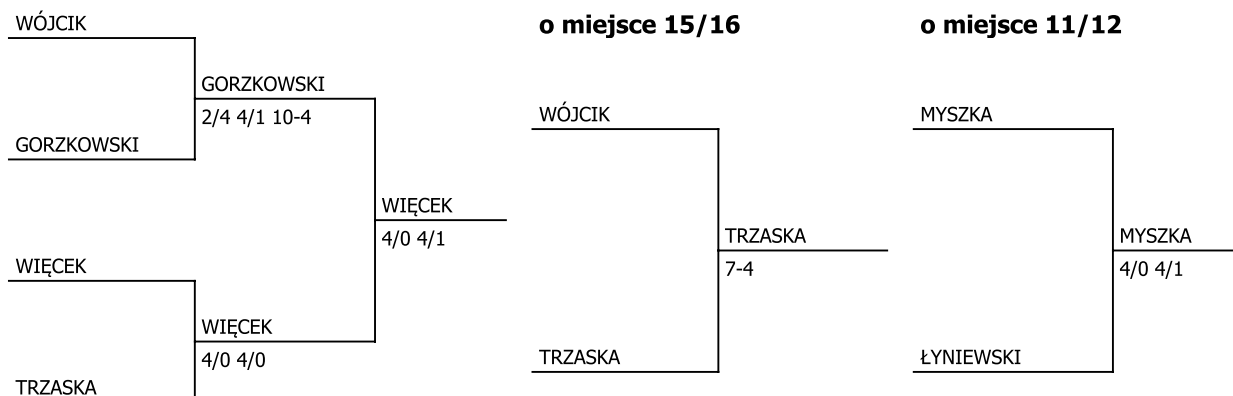 WÓJCIK
GORZKOWSKI
2/4 4/1 10-4
GORZKOWSKI
WIĘCEK
4/0 4/1
WIĘCEK
WIĘCEK
4/0 4/0
TRZASKA
o miejsce 15/16
WÓJCIK
TRZASKA
7-4
TRZASKA
o miejsce 11/12
MYSZKA
MYSZKA
4/0 4/1
ŁYNIEWSKI